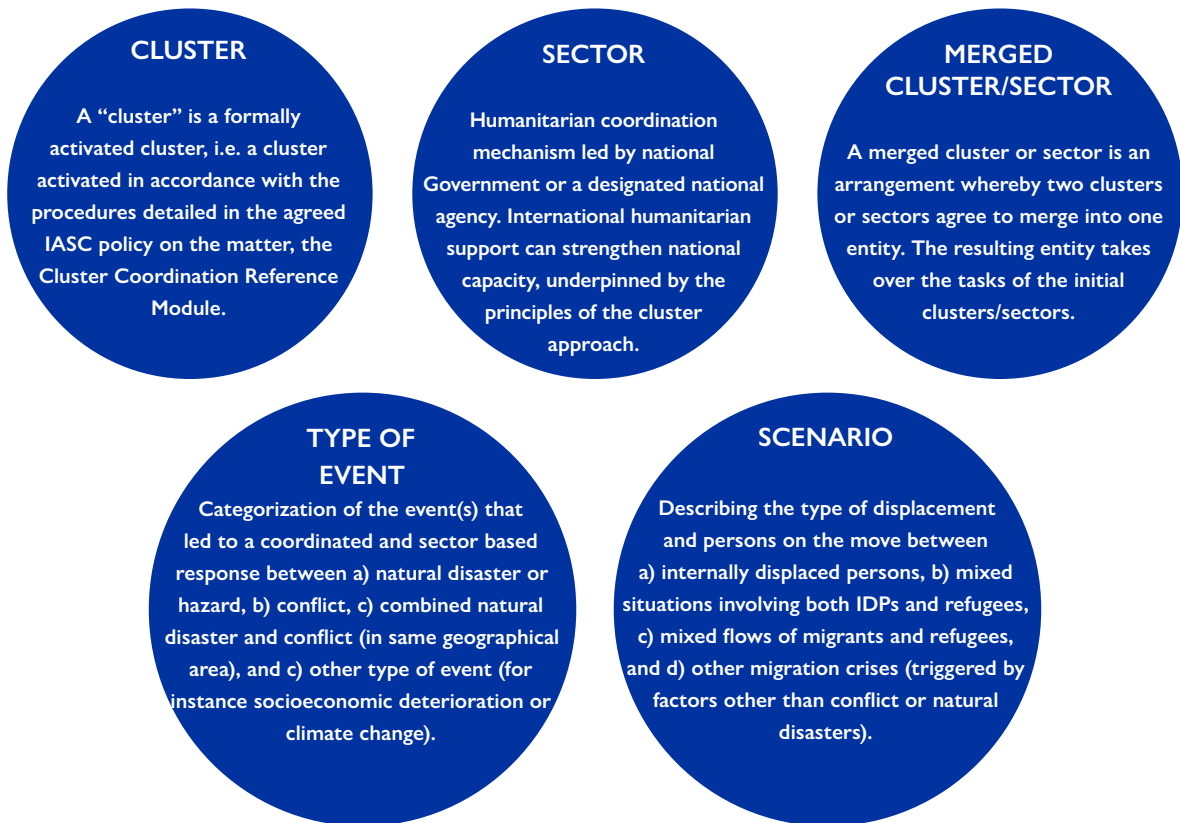 CLUSTER
A “cluster” is a formally
activated cluster, i.e. a cluster
activated in accordance with the
procedures detailed in the agreed
IASC policy on the matter, the
Cluster Coordination Reference
Module.
SECTOR
Humanitarian coordination
mechanism led by national
Government or a designated national
agency. International humanitarian
support can strengthen national
capacity, underpinned by the
principles of the cluster
approach.
MERGED
CLUSTER/SECTOR
A merged cluster or sector is an
arrangement whereby two clusters
or sectors agree to merge into one
entity. The resulting entity takes
over the tasks of the initial
clusters/sectors.
TYPE OF
EVENT
Categorization of the event(s) that
led to a coordinated and sector based
response between a) natural disaster or
hazard, b) conflict, c) combined natural
disaster and conflict (in same geographical
area), and c) other type of event (for
instance socioeconomic deterioration or
climate change).
SCENARIO
Describing the type of displacement
and persons on the move between
a) internally displaced persons, b) mixed
situations involving both IDPs and refugees,
c) mixed flows of migrants and refugees,
and d) other migration crises (triggered by
factors other than conflict or natural
disasters).